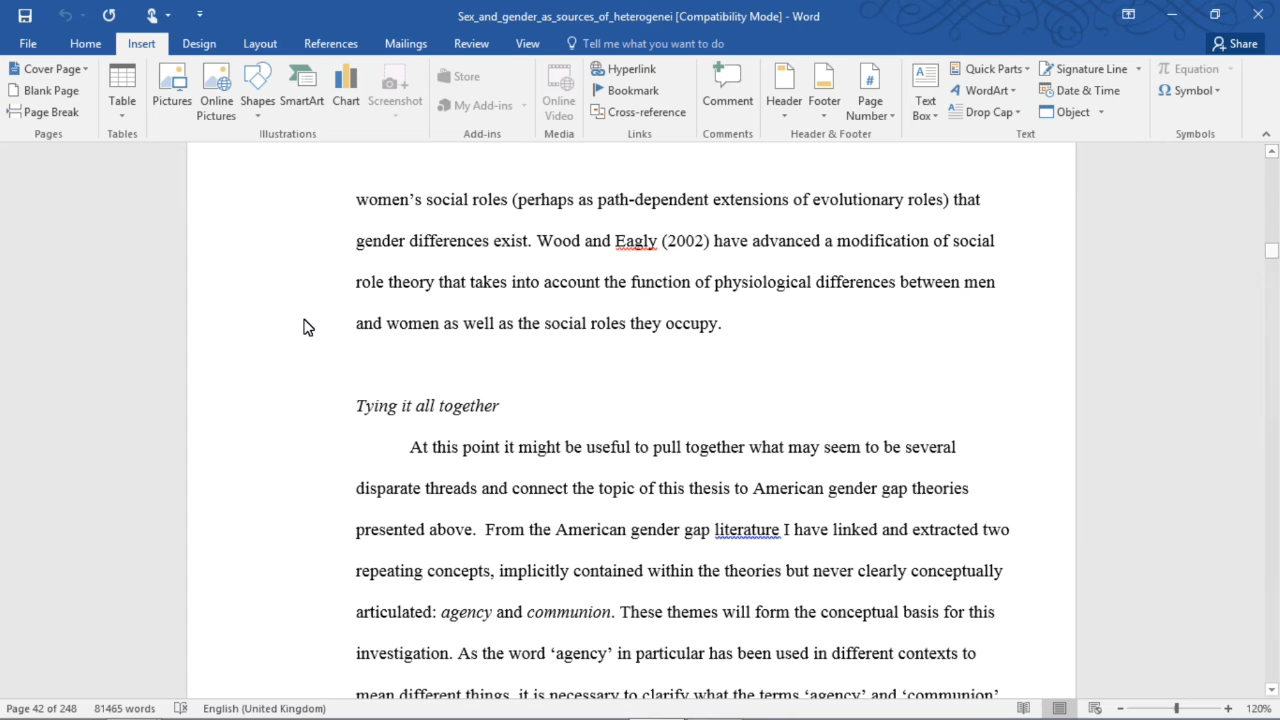 Sex_and_gender_as_sources_of_heterogenei [Compatibility Mode] - Word
File Home Insert Design Layout References Mailings Review View Tell me what you want to do Share
Cover Page
Blank Page
Page Break
Pages
Table
Tables
Pictures
Online Pictures
Shapes
SmartArt
Chart
Screenshot
Illustrations
Store
My Add-ins
Add-ins
Online Video
Media
Hyperlink
Bookmark
Cross-reference
Links
Comment
Comments
Header
Footer
Page Number
#
Header & Footer
Text Box
Quick Parts
WordArt
Drop Cap
Signature Line
Date & Time
Object
Text
Equation
Symbol
Symbols
women’s social roles (perhaps as path-dependent extensions of evolutionary roles) that
gender differences exist. Wood and Eagly (2002) have advanced a modification of social
role theory that takes into account the function of physiological differences between men
and women as well as the social roles they occupy.
Tying it all together
At this point it might be useful to pull together what may seem to be several
disparate threads and connect the topic of this thesis to American gender gap theories
presented above.  From the American gender gap literature I have linked and extracted two
repeating concepts, implicitly contained within the theories but never clearly conceptually
articulated: agency and communion. These themes will form the conceptual basis for this
investigation. As the word ‘agency’ in particular has been used in different contexts to
mean different things, it is necessary to clarify what the terms ‘agency’ and ‘communion’
Page 42 of 248 81465 words English (United Kingdom) 120%